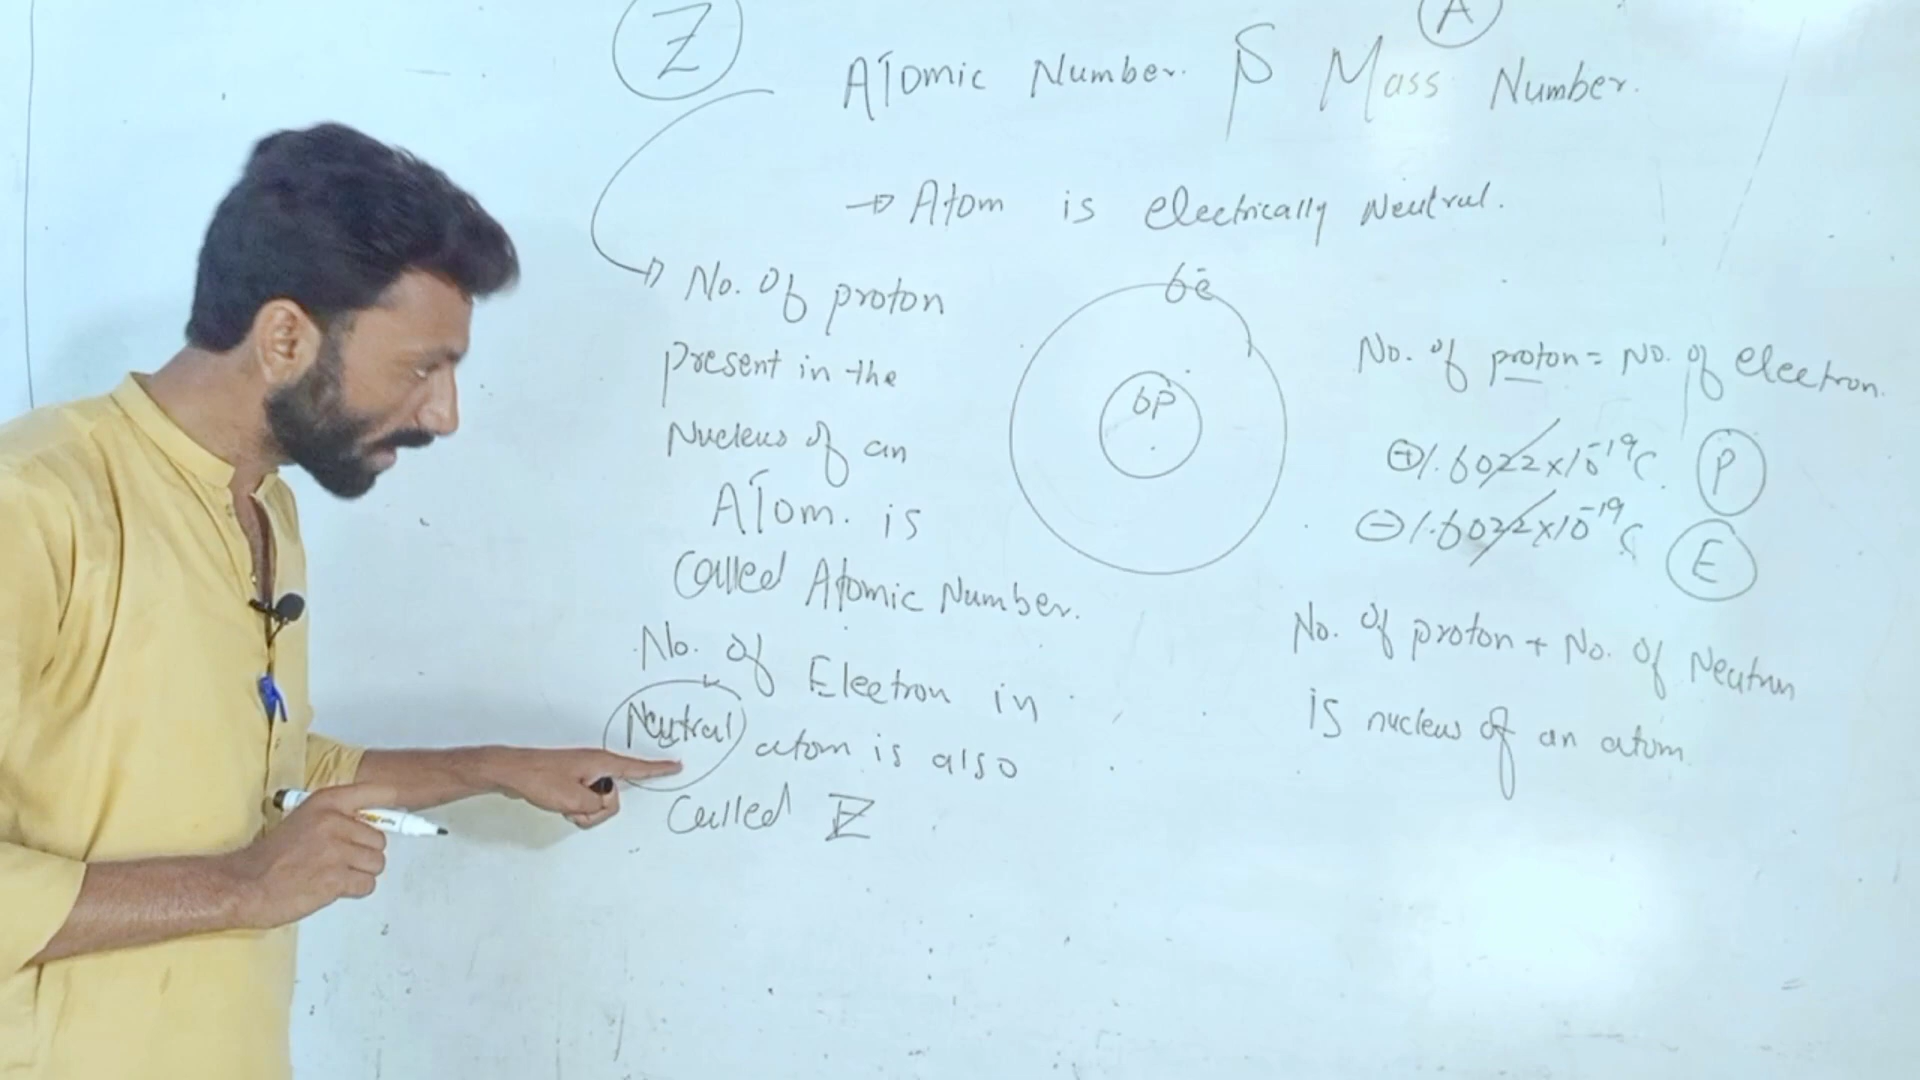 Z
A
Atomic Number. & Mass Number.
→ Atom is electrically Neutral.
No. of proton
present in the
Nucleus of an
Atom. is
Called Atomic Number.
No. of Electron in
Neutral atom is also
Called Z
6e⁻
6P
No. of proton = No. of electron.
⊕1.6022×10⁻¹⁹C. P
⊖1.6022×10⁻¹⁹C E
No. of proton + No. of Neutron
is nucleus of an atom